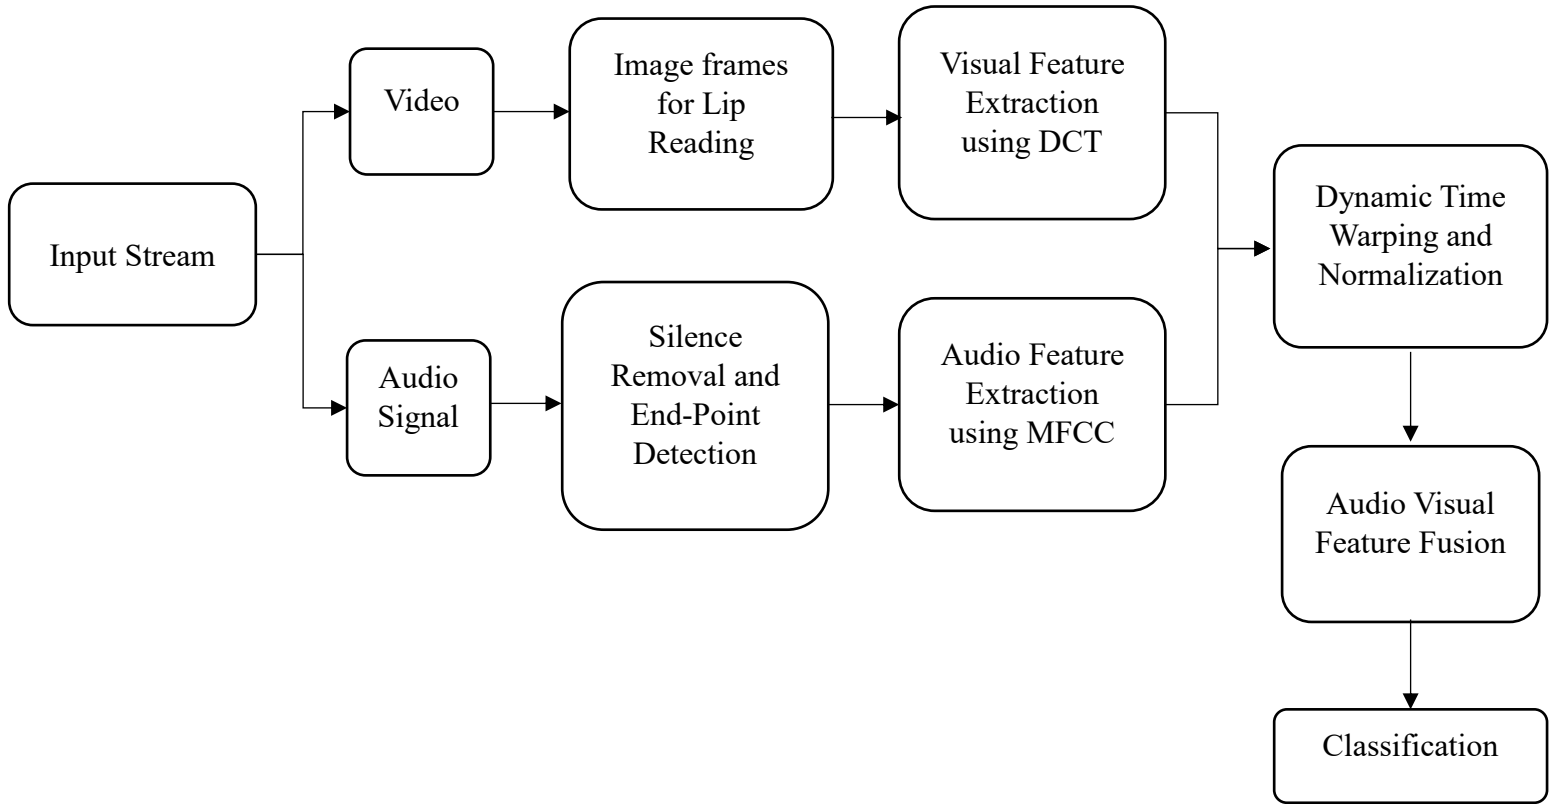 Input Stream
Video
Image frames
for Lip
Reading
Visual Feature
Extraction
using DCT
Audio
Signal
Silence
Removal and
End-Point
Detection
Audio Feature
Extraction
using MFCC
Dynamic Time
Warping and
Normalization
Audio Visual
Feature Fusion
Classification